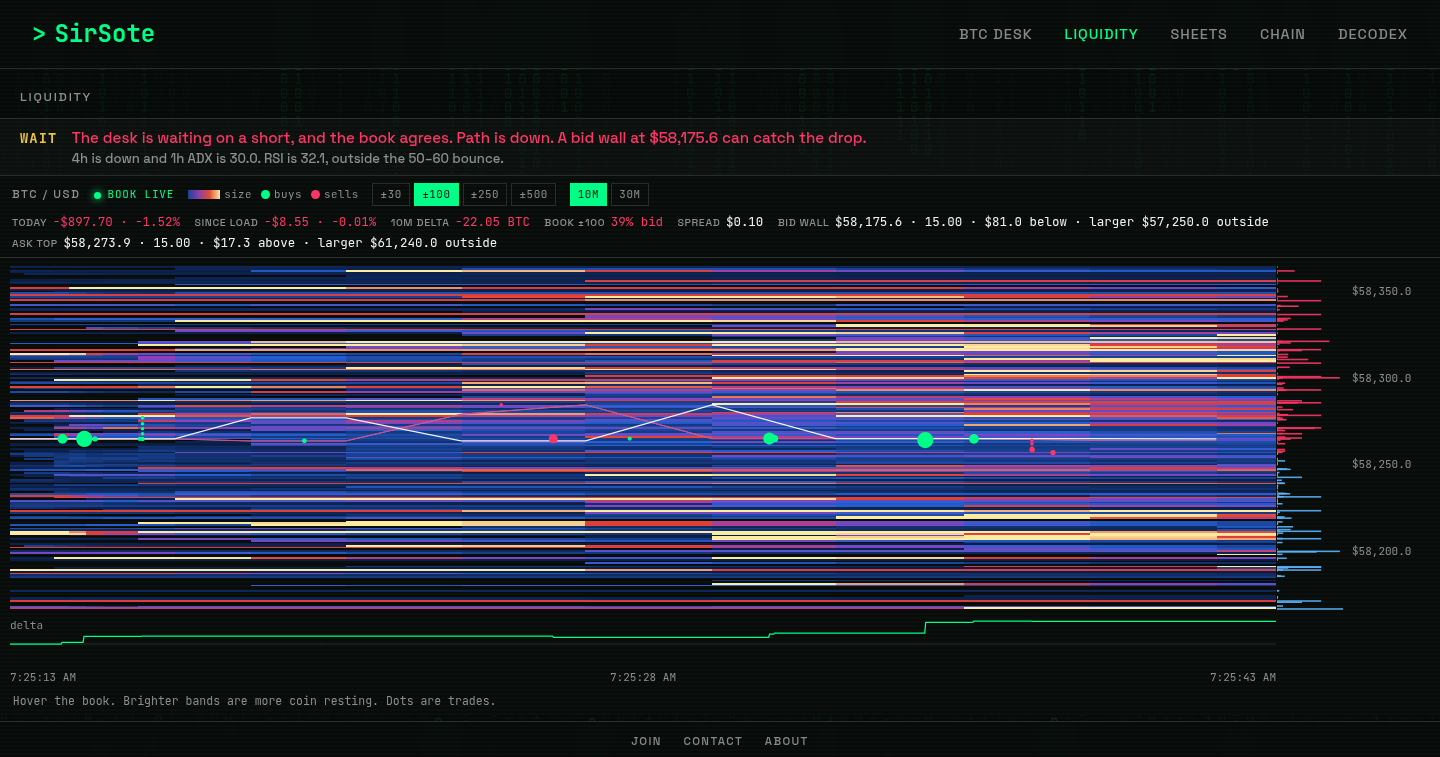 > SirSote
BTC DESK LIQUIDITY SHEETS CHAIN DECODEX
LIQUIDITY
WAIT The desk is waiting on a short, and the book agrees. Path is down. A bid wall at $58,175.6 can catch the drop.
4h is down and 1h ADX is 30.0. RSI is 32.1, outside the 50–60 bounce.
BTC / USD BOOK LIVE size buys sells ±30 ±100 ±250 ±500 10M 30M
TODAY -$897.70 · -1.52% SINCE LOAD -$8.55 · -0.01% 10M DELTA -22.05 BTC BOOK ±100 39% bid SPREAD $0.10 BID WALL $58,175.6 · 15.00 · $81.0 below · larger $57,250.0 outside
ASK TOP $58,273.9 · 15.00 · $17.3 above · larger $61,240.0 outside
$58,350.0
$58,300.0
$58,250.0
$58,200.0
delta
7:25:13 AM 7:25:28 AM 7:25:43 AM
Hover the book. Brighter bands are more coin resting. Dots are trades.
JOIN CONTACT ABOUT